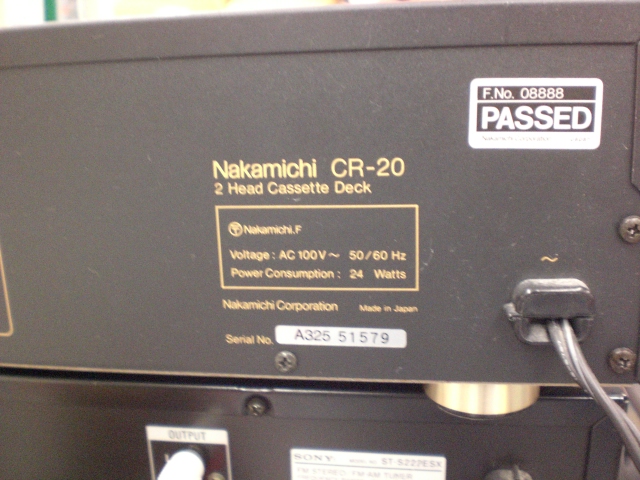 F.No. 08888
PASSED
Nakamichi CR-20
2 Head Cassette Deck
Nakamichi.F
Voltage : AC 100V ~ 50/60 Hz
Power Consumption : 24 Watts
~
Nakamichi Corporation Made in Japan
Serial No. A325 51579
OUTPUT
SONY ST-S222ESX
FM STEREO/FM-AM TUNER